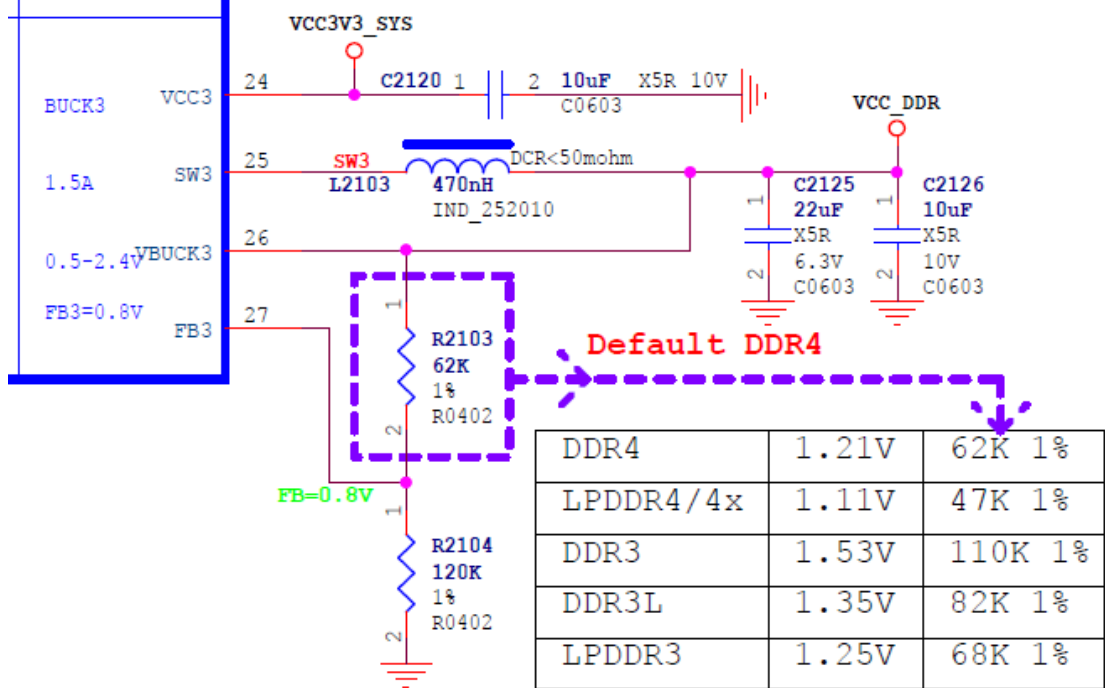 VCC3V3_SYS
BUCK3
1.5A
0.5-2.4V
FB3=0.8V
VCC3
24
C2120 1 2 10uF X5R 10V
C0603
VCC_DDR
SW3
25
SW3
L2103
470nH
IND_252010
DCR<50mohm
1
C2125
22uF
X5R
6.3V
C0603
2
1
C2126
10uF
X5R
10V
C0603
2
VBUCK3
26
FB3
27
1
R2103
62K
1%
R0402
2
Default DDR4
FB=0.8V
1
R2104
120K
1%
R0402
2
DDR4 1.21V 62K 1%
LPDDR4/4x 1.11V 47K 1%
DDR3 1.53V 110K 1%
DDR3L 1.35V 82K 1%
LPDDR3 1.25V 68K 1%